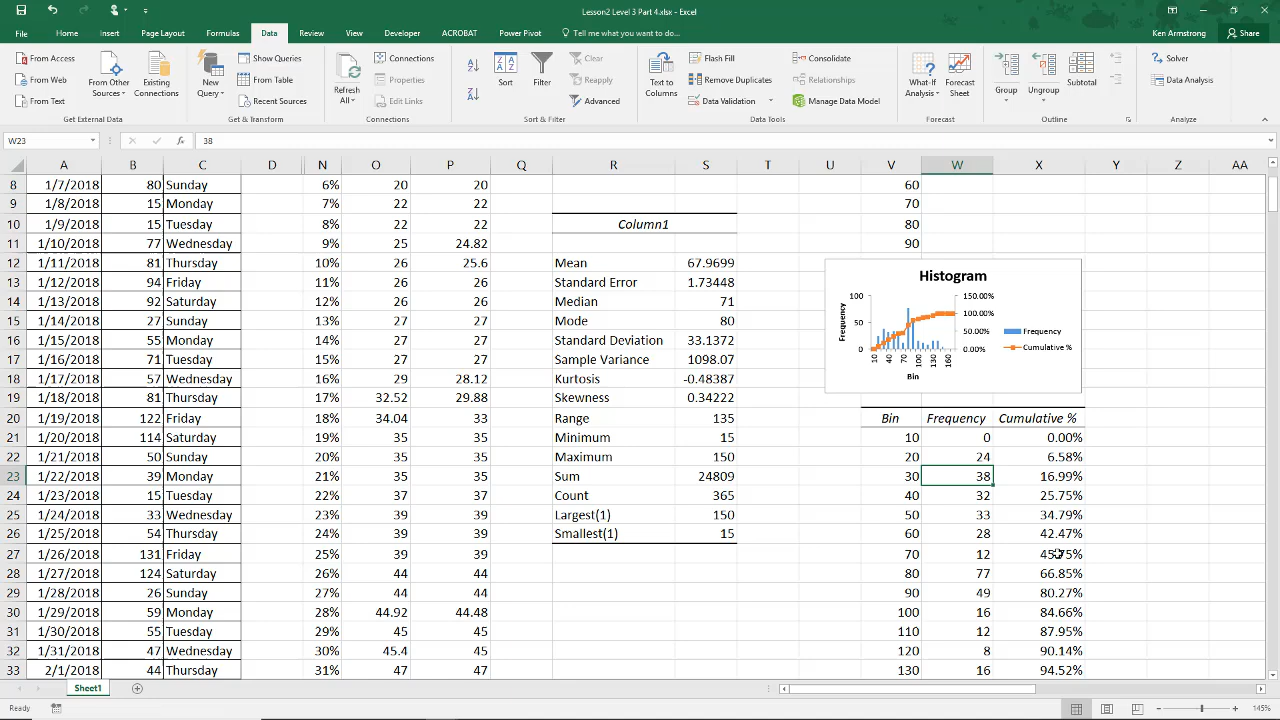 Lesson2 Level 3 Part 4.xlsx - Excel
File Home Insert Page Layout Formulas Data Review View Developer ACROBAT Power Pivot Tell me what you want to do... Ken Armstrong Share
From Access Show Queries Connections Clear Flash Fill Consolidate Solver
From Web From Table Properties Reapply Remove Duplicates Relationships Data Analysis
From Text Recent Sources Edit Links Advanced Data Validation Manage Data Model
From Other Sources Existing Connections New Query Refresh All Sort Filter Text to Columns What-If Analysis Forecast Sheet Group Ungroup Subtotal
Get External Data Get & Transform Connections Sort & Filter Data Tools Forecast Outline Analyze
W23 fx 38
A B C D N O P Q R S T U V W X Y Z AA
8 1/7/2018 80 Sunday 6% 20 20 60
9 1/8/2018 15 Monday 7% 22 22 70
10 1/9/2018 15 Tuesday 8% 22 22 Column1 80
11 1/10/2018 77 Wednesday 9% 25 24.82 90
12 1/11/2018 81 Thursday 10% 26 25.6 Mean 67.9699
13 1/12/2018 94 Friday 11% 26 26 Standard Error 1.73448
14 1/13/2018 92 Saturday 12% 26 26 Median 71
15 1/14/2018 27 Sunday 13% 27 27 Mode 80
16 1/15/2018 55 Monday 14% 27 27 Standard Deviation 33.1372
17 1/16/2018 71 Tuesday 15% 27 27 Sample Variance 1098.07
18 1/17/2018 57 Wednesday 16% 29 28.12 Kurtosis -0.48387
19 1/18/2018 81 Thursday 17% 32.52 29.88 Skewness 0.34222
20 1/19/2018 122 Friday 18% 34.04 33 Range 135 Bin Frequency Cumulative %
21 1/20/2018 114 Saturday 19% 35 35 Minimum 15 10 0 0.00%
22 1/21/2018 50 Sunday 20% 35 35 Maximum 150 20 24 6.58%
23 1/22/2018 39 Monday 21% 35 35 Sum 24809 30 38 16.99%
24 1/23/2018 15 Tuesday 22% 37 37 Count 365 40 32 25.75%
25 1/24/2018 33 Wednesday 23% 39 39 Largest(1) 150 50 33 34.79%
26 1/25/2018 54 Thursday 24% 39 39 Smallest(1) 15 60 28 42.47%
27 1/26/2018 131 Friday 25% 39 39 70 12 45.75%
28 1/27/2018 124 Saturday 26% 44 44 80 77 66.85%
29 1/28/2018 26 Sunday 27% 44 44 90 49 80.27%
30 1/29/2018 59 Monday 28% 44.92 44.48 100 16 84.66%
31 1/30/2018 55 Tuesday 29% 45 45 110 12 87.95%
32 1/31/2018 47 Wednesday 30% 45.4 45 120 8 90.14%
33 2/1/2018 44 Thursday 31% 47 47 130 16 94.52%
Histogram
Frequency
100 150.00%
100.00%
50 50.00%
0 0.00%
10 40 70 100 130 160
Bin
Frequency
Cumulative %
Sheet1
Ready 145%